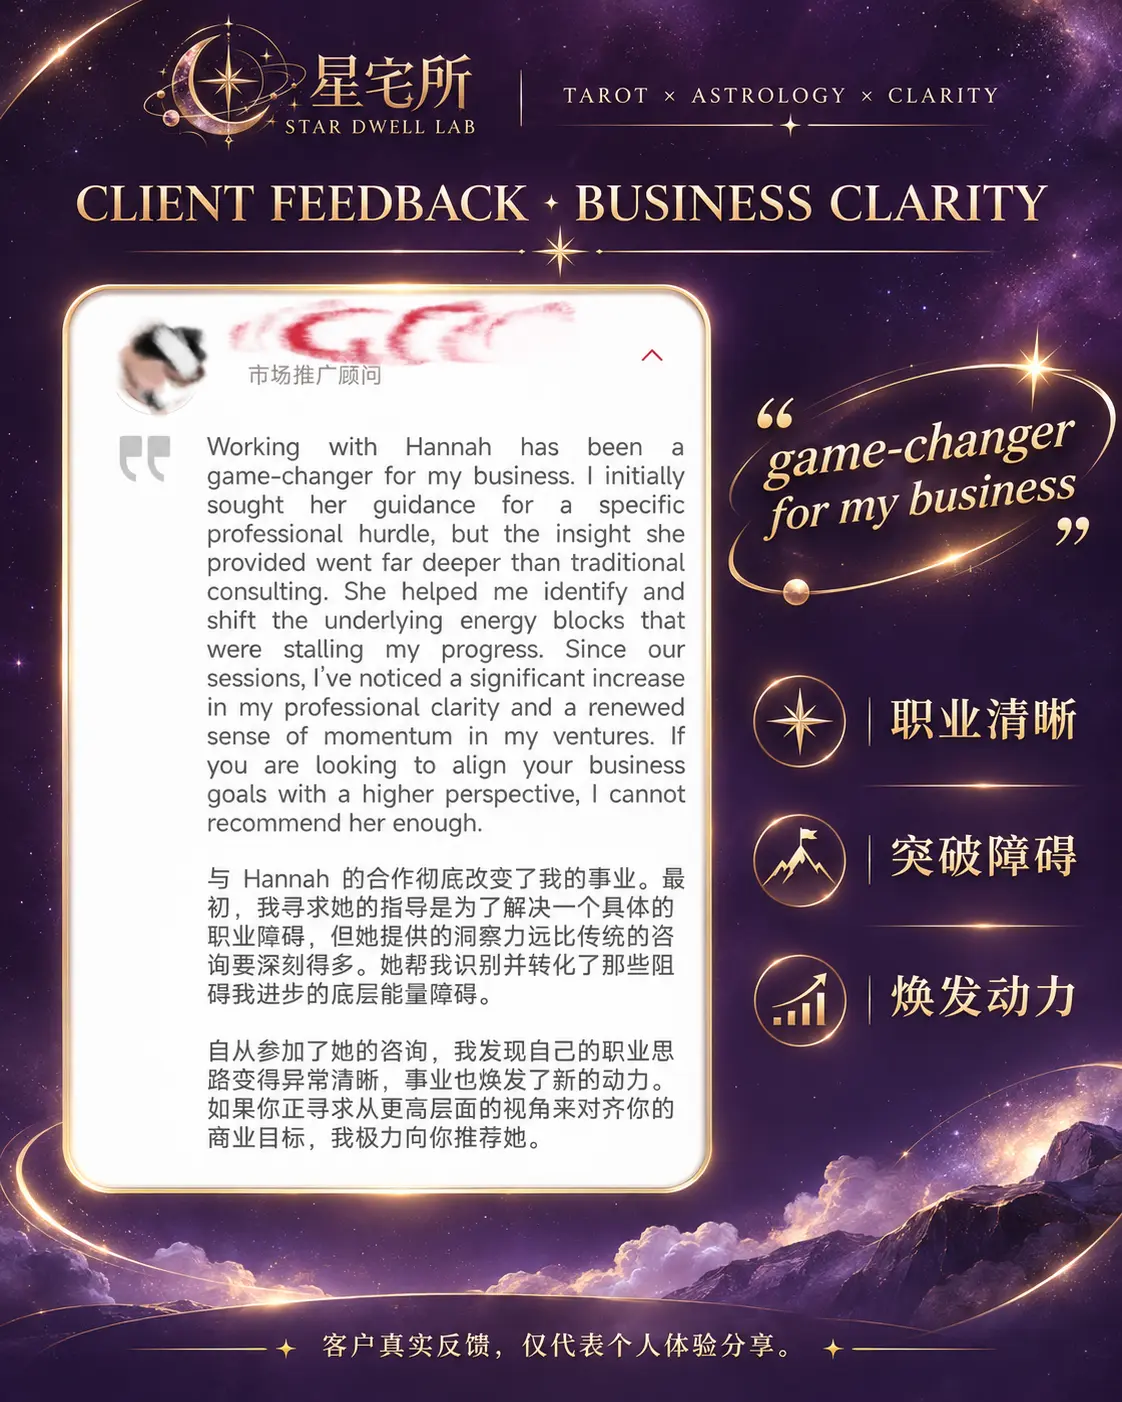 星宅所
STAR DWELL LAB
TAROT × ASTROLOGY × CLARITY
CLIENT FEEDBACK · BUSINESS CLARITY
市场推广顾问
Working with Hannah has been a
game-changer for my business. I initially
sought her guidance for a specific
professional hurdle, but the insight she
provided went far deeper than traditional
consulting. She helped me identify and
shift the underlying energy blocks that
were stalling my progress. Since our
sessions, I’ve noticed a significant increase
in my professional clarity and a renewed
sense of momentum in my ventures. If
you are looking to align your business
goals with a higher perspective, I cannot
recommend her enough.
与 Hannah 的合作彻底改变了我的事业。最
初，我寻求她的指导是为了解决一个具体的
职业障碍，但她提供的洞察力远比传统的咨
询要深刻得多。她帮我识别并转化了那些阻
碍我进步的底层能量障碍。
自从参加了她的咨询，我发现自己的职业思
路变得异常清晰，事业也焕发了新的动力。
如果你正寻求从更高层面的视角来对齐你的
商业目标，我极力向你推荐她。
“game-changer
for my business”
职业清晰
突破障碍
焕发动力
客户真实反馈，仅代表个人体验分享。